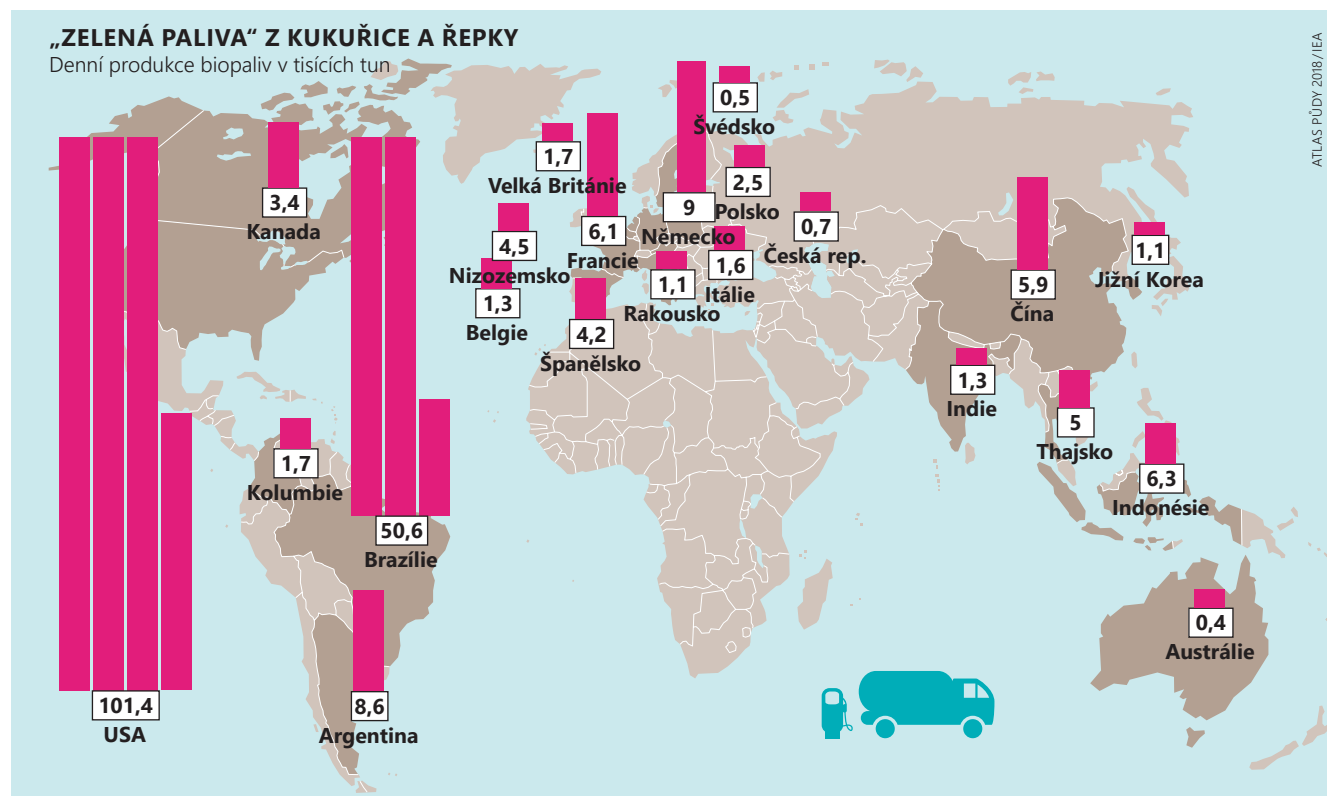 „ZELENÁ PALIVA“ Z KUKUŘICE A ŘEPKY
Denní produkce biopaliv v tisících tun
ATLAS PŮDY 2018/IEA
0,5
Švédsko
1,7
Velká Británie
2,5
Polsko
3,4
Kanada
9
Německo
0,7
Česká rep.
6,1
Francie
4,5
Nizozemsko
1,1
Jižní Korea
1,6
Itálie
1,1
Rakousko
5,9
Čína
1,3
Belgie
4,2
Španělsko
1,3
Indie
5
Thajsko
1,7
Kolumbie
6,3
Indonésie
50,6
Brazílie
0,4
Austrálie
101,4
USA
8,6
Argentina